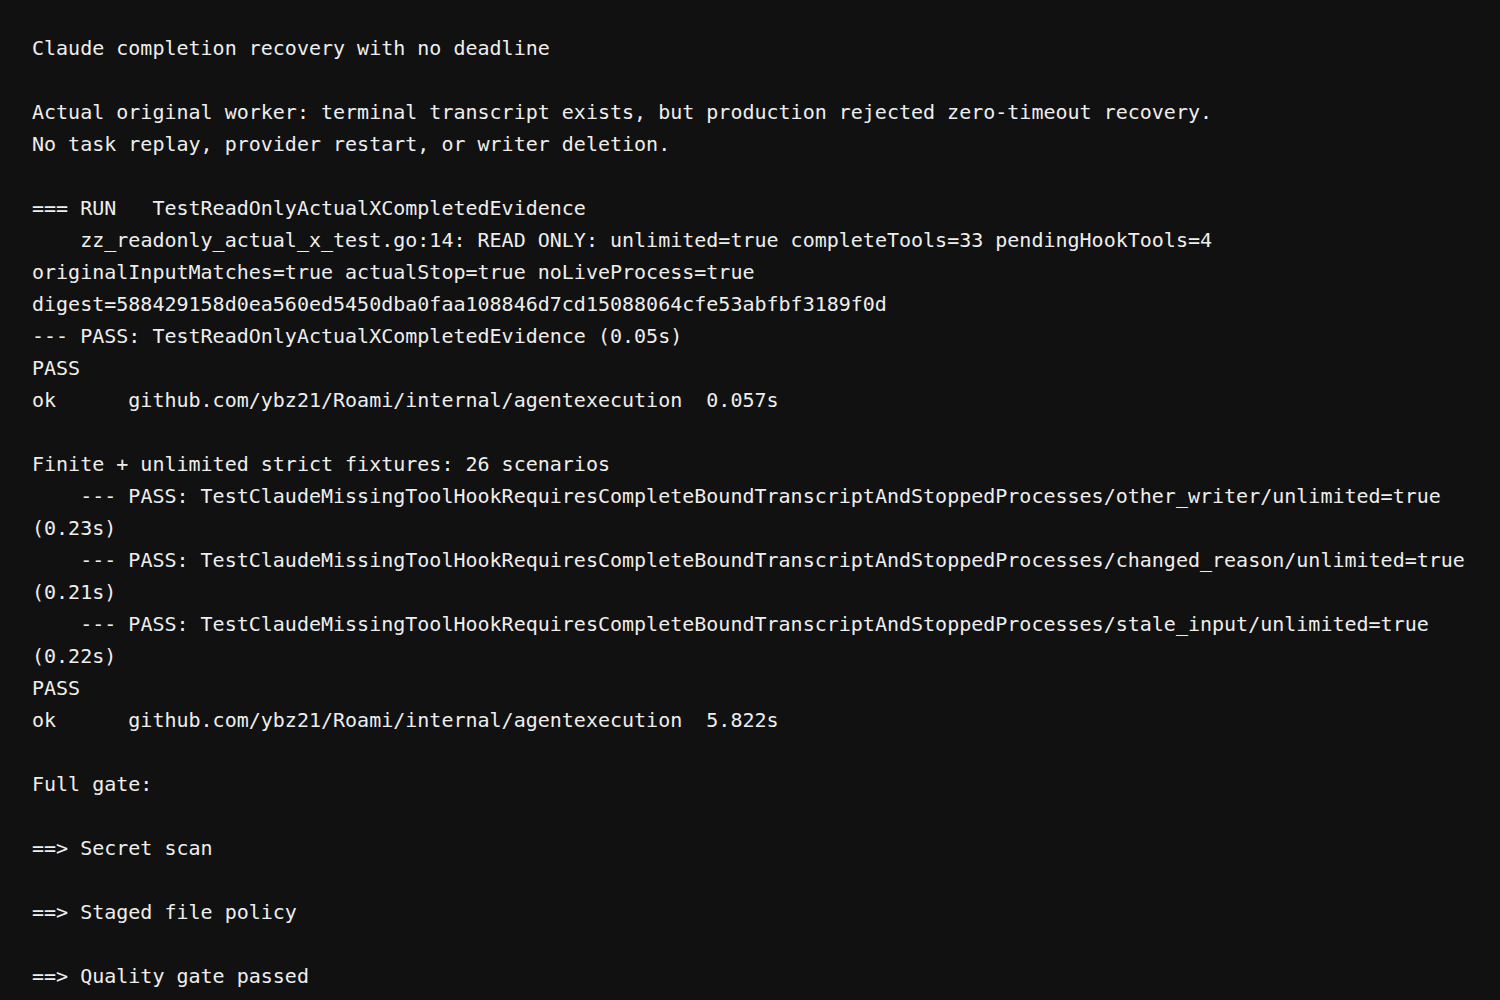 Claude completion recovery with no deadline
Actual original worker: terminal transcript exists, but production rejected zero-timeout recovery.
No task replay, provider restart, or writer deletion.
=== RUN   TestReadOnlyActualXCompletedEvidence
    zz_readonly_actual_x_test.go:14: READ ONLY: unlimited=true completeTools=33 pendingHookTools=4
originalInputMatches=true actualStop=true noLiveProcess=true
digest=588429158d0ea560ed5450dba0faa108846d7cd15088064cfe53abfbf3189f0d
--- PASS: TestReadOnlyActualXCompletedEvidence (0.05s)
PASS
ok      github.com/ybz21/Roami/internal/agentexecution  0.057s
Finite + unlimited strict fixtures: 26 scenarios
    --- PASS: TestClaudeMissingToolHookRequiresCompleteBoundTranscriptAndStoppedProcesses/other_writer/unlimited=true
(0.23s)
    --- PASS: TestClaudeMissingToolHookRequiresCompleteBoundTranscriptAndStoppedProcesses/changed_reason/unlimited=true
(0.21s)
    --- PASS: TestClaudeMissingToolHookRequiresCompleteBoundTranscriptAndStoppedProcesses/stale_input/unlimited=true
(0.22s)
PASS
ok      github.com/ybz21/Roami/internal/agentexecution  5.822s
Full gate:
==> Secret scan
==> Staged file policy
==> Quality gate passed